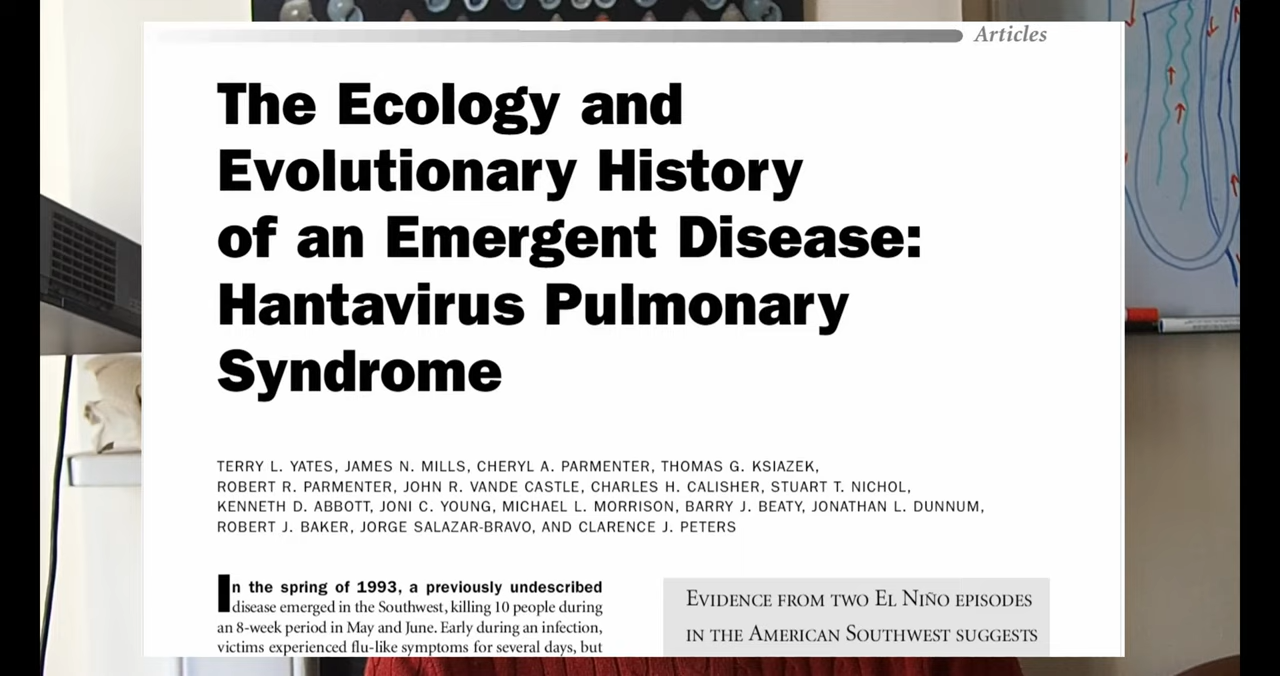 Articles
The Ecology and
Evolutionary History
of an Emergent Disease:
Hantavirus Pulmonary
Syndrome
TERRY L. YATES, JAMES N. MILLS, CHERYL A. PARMENTER, THOMAS G. KSIAZEK,
ROBERT R. PARMENTER, JOHN R. VANDE CASTLE, CHARLES H. CALISHER, STUART T. NICHOL,
KENNETH D. ABBOTT, JONI C. YOUNG, MICHAEL L. MORRISON, BARRY J. BEATY, JONATHAN L. DUNNUM,
ROBERT J. BAKER, JORGE SALAZAR-BRAVO, AND CLARENCE J. PETERS
In the spring of 1993, a previously undescribed
disease emerged in the Southwest, killing 10 people during
an 8-week period in May and June. Early during an infection,
victims experienced flu-like symptoms for several days, but
EVIDENCE FROM TWO EL NIÑO EPISODES
IN THE AMERICAN SOUTHWEST SUGGESTS